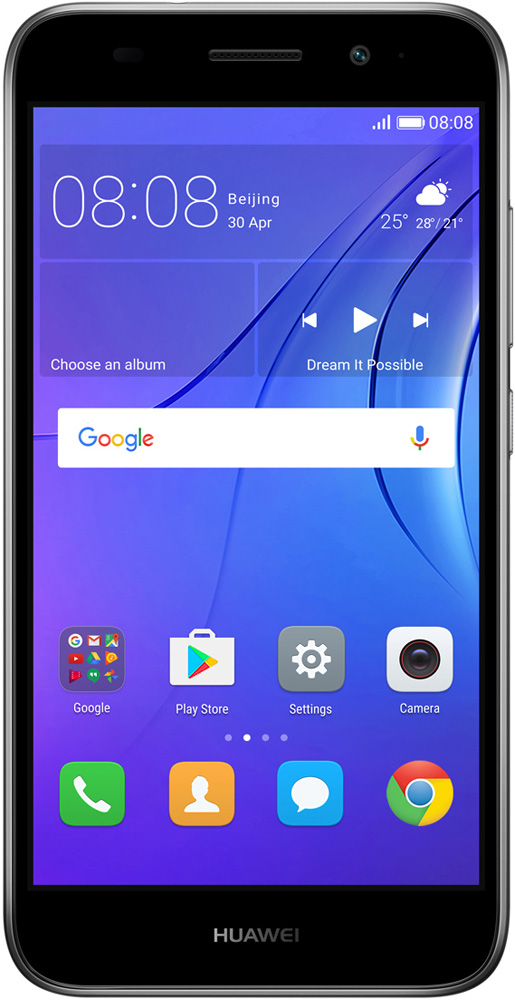 08:08
08:08
Beijing
30 Apr
25° 28°/21°
Choose an album
Dream It Possible
Google
Google
Play Store
Settings
Camera
HUAWEI